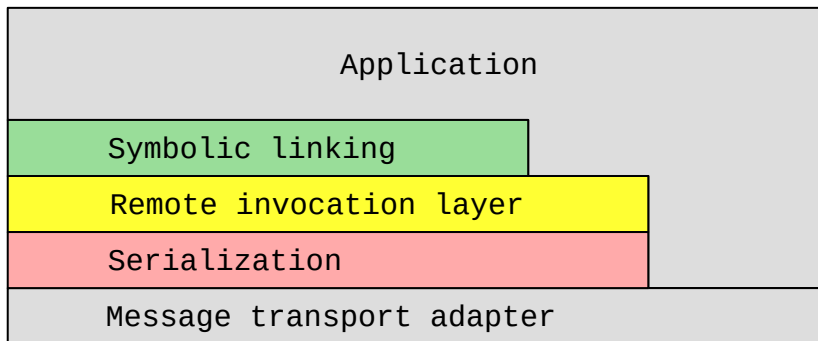 Application
Symbolic linking
Remote invocation layer
Serialization
Message transport adapter